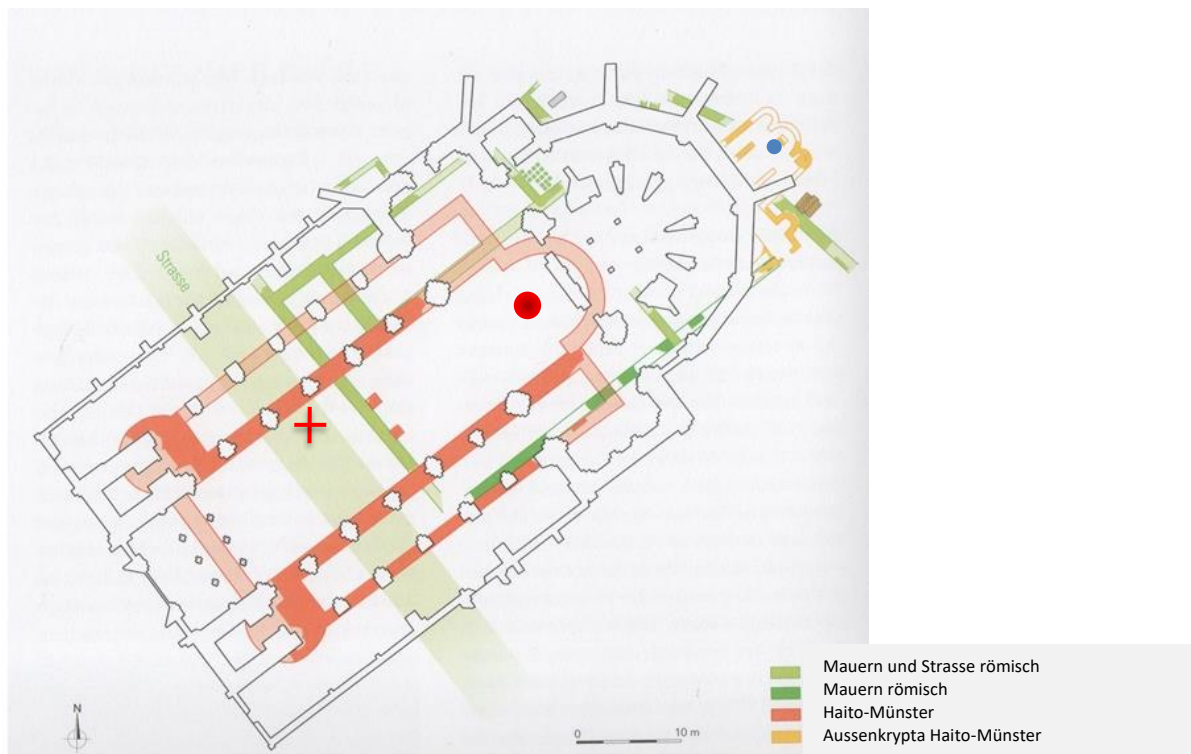 Strasse
N
0 10 m
Mauern und Strasse römisch
Mauern römisch
Haito-Münster
Aussenkrypta Haito-Münster